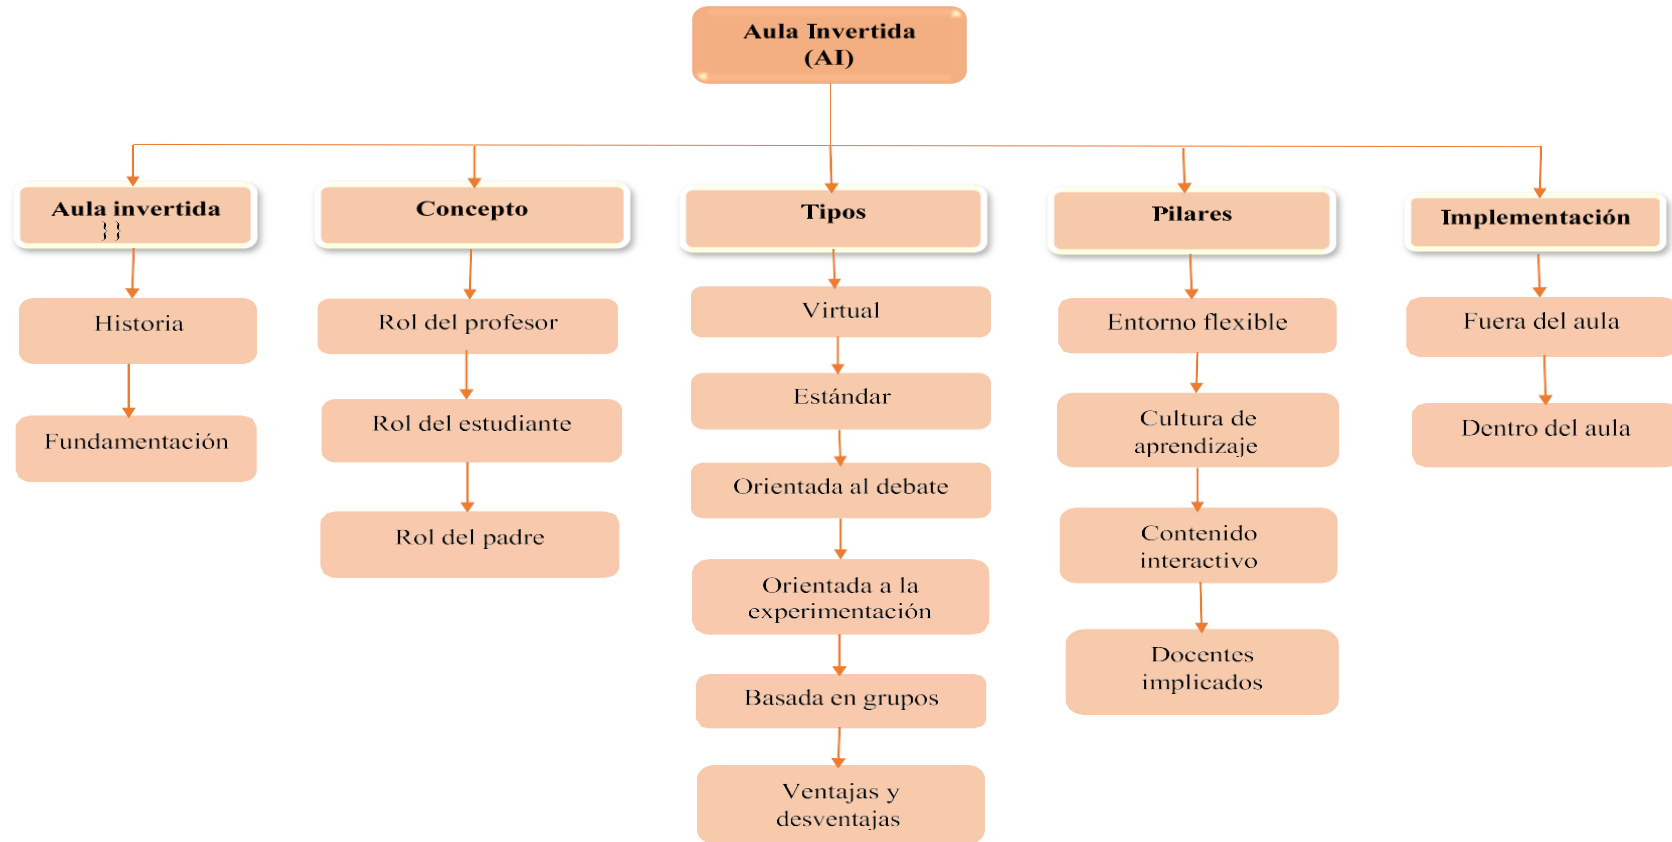 Aula Invertida
(AI)
Aula invertida
}}
Historia
Fundamentación
Concepto
Rol del profesor
Rol del estudiante
Rol del padre
Tipos
Virtual
Estándar
Orientada al debate
Orientada a la
experimentación
Basada en grupos
Ventajas y
desventajas
Pilares
Entorno flexible
Cultura de
aprendizaje
Contenido
interactivo
Docentes
implicados
Implementación
Fuera del aula
Dentro del aula